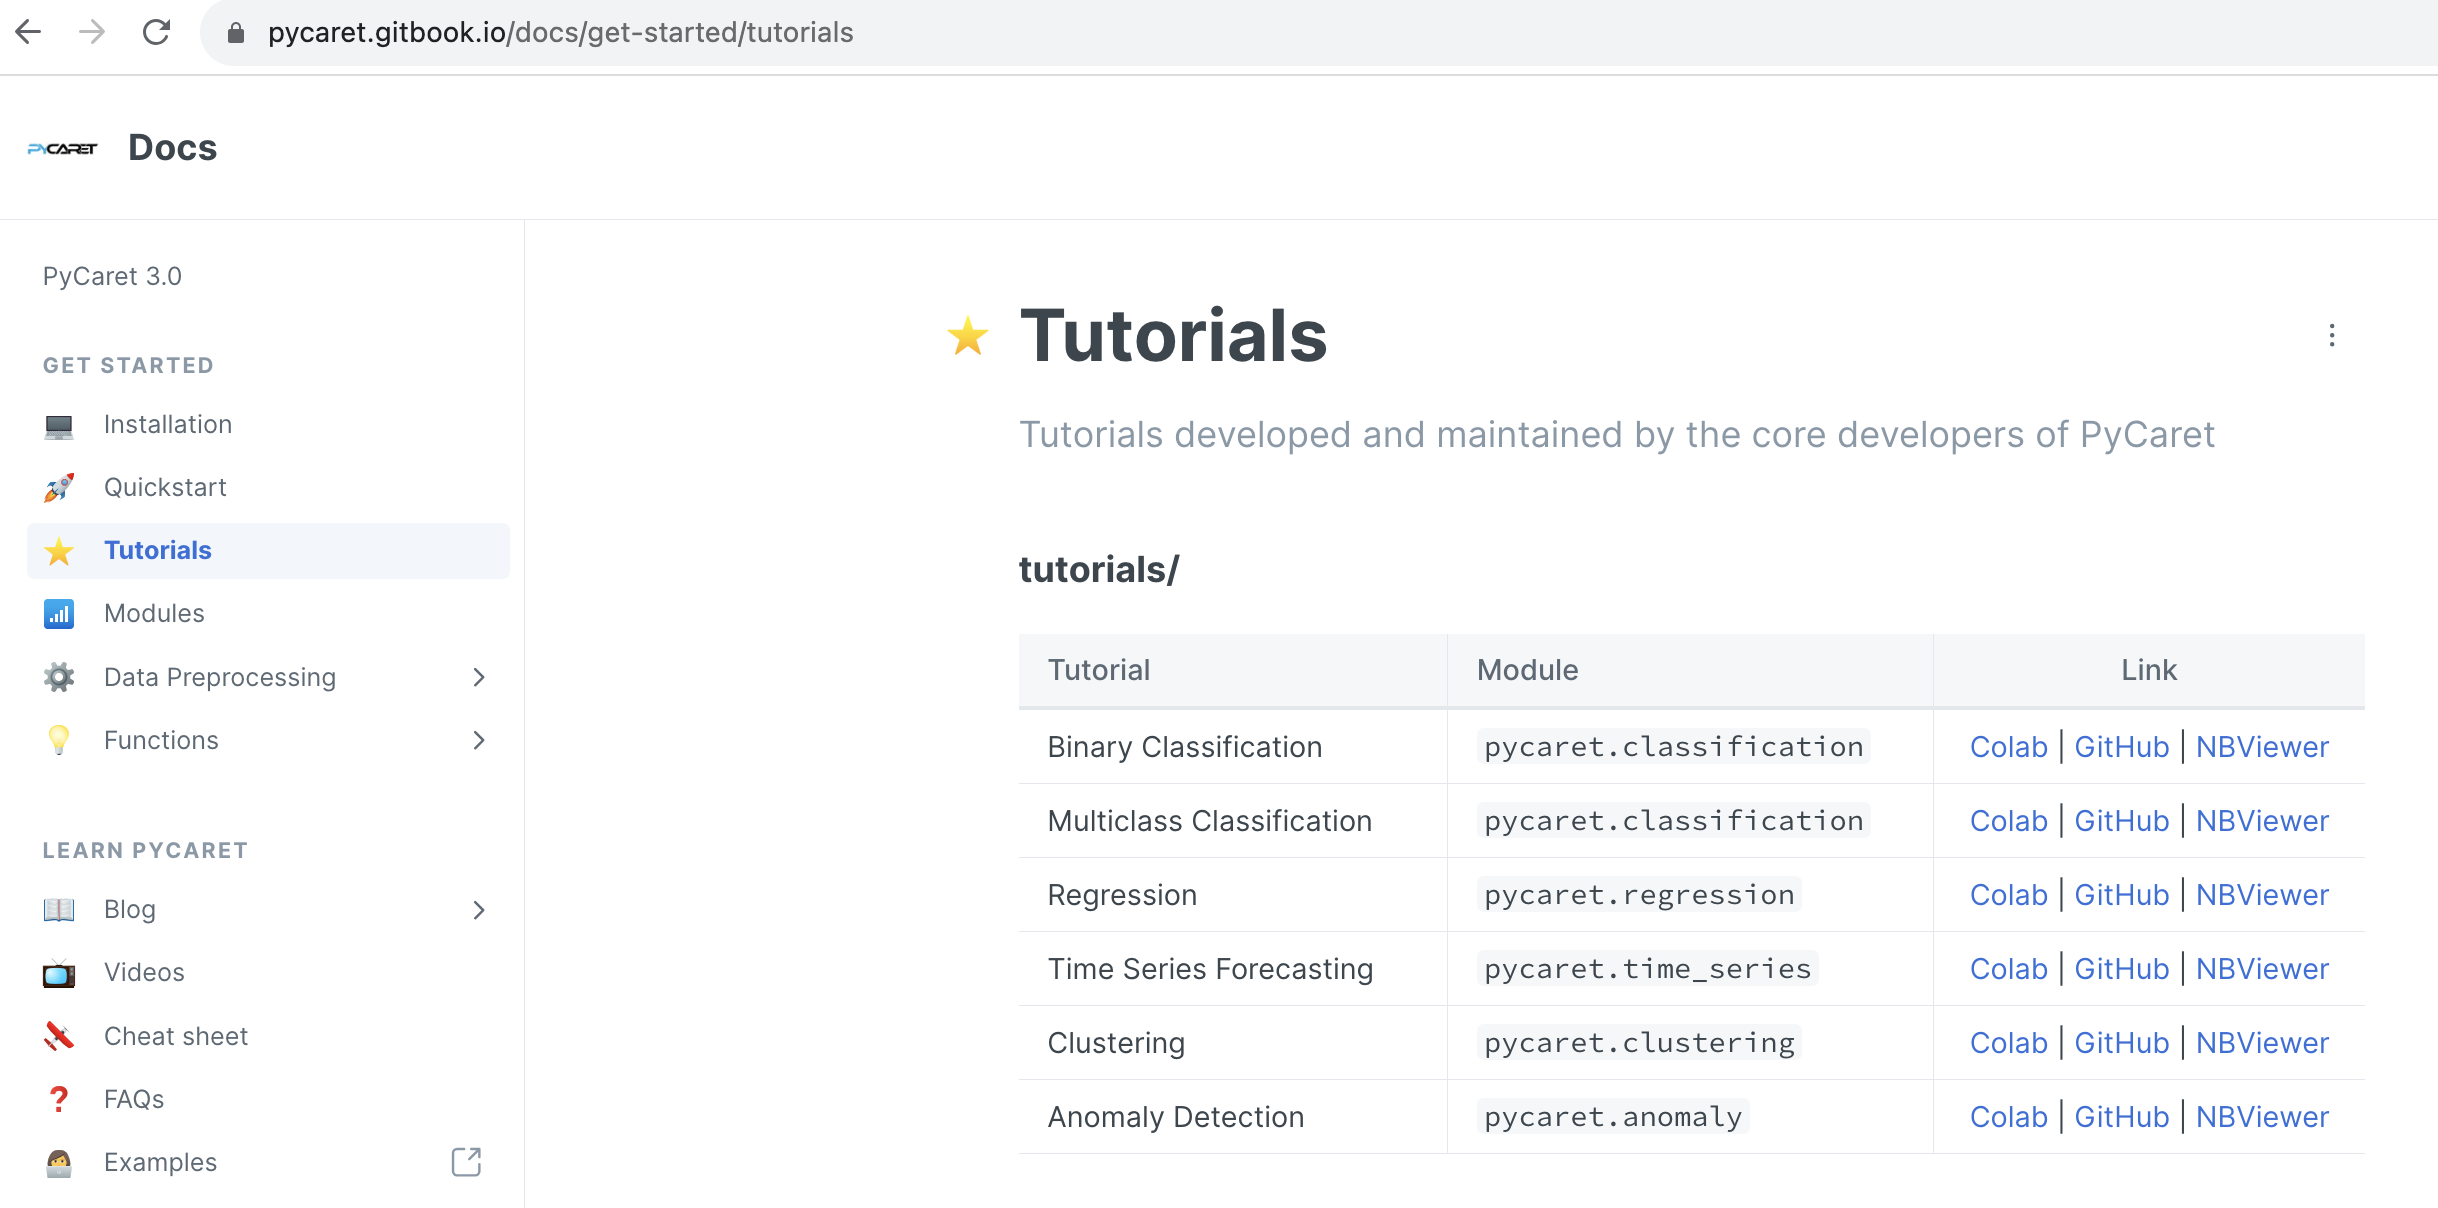 pycaret.gitbook.io/docs/get-started/tutorials
PYCARET Docs
PyCaret 3.0
GET STARTED
Installation
Quickstart
Tutorials
Modules
Data Preprocessing
Functions
LEARN PYCARET
Blog
Videos
Cheat sheet
FAQs
Examples
Tutorials
Tutorials developed and maintained by the core developers of PyCaret
tutorials/
Tutorial Module Link
Binary Classification pycaret.classification Colab | GitHub | NBViewer
Multiclass Classification pycaret.classification Colab | GitHub | NBViewer
Regression pycaret.regression Colab | GitHub | NBViewer
Time Series Forecasting pycaret.time_series Colab | GitHub | NBViewer
Clustering pycaret.clustering Colab | GitHub | NBViewer
Anomaly Detection pycaret.anomaly Colab | GitHub | NBViewer